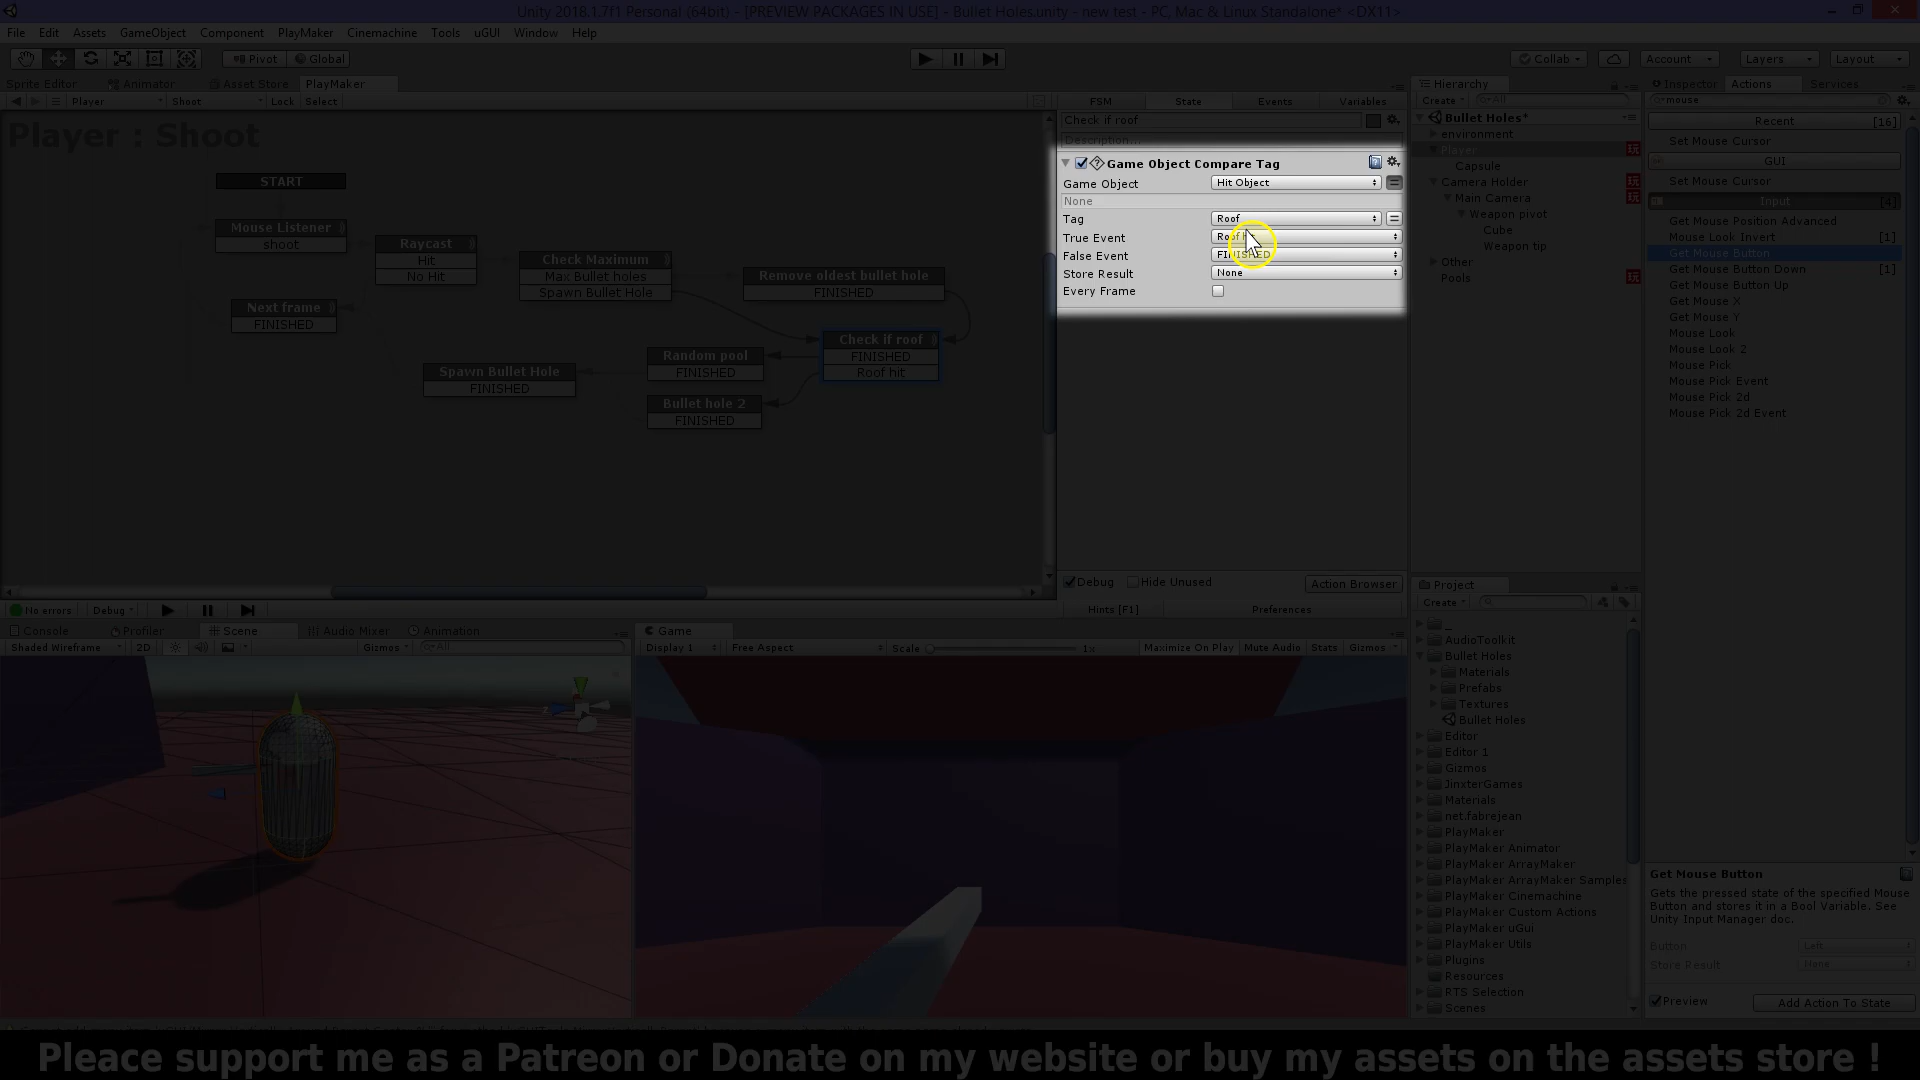 Unity 2018.1.7f1 Personal (64bit) - [PREVIEW PACKAGES IN USE] - Bullet Holes.unity - new test - PC, Mac & Linux Standalone* <DX11>
File Edit Assets GameObject Component PlayMaker Cinemachine Tools uGUI Window Help
Pivot Global Collab Account Layers Layout
Sprite Editor Animator Asset Store PlayMaker
Player Shoot Lock Select
Player : Shoot
START
Mouse Listener
shoot
Raycast
Hit
No Hit
Check Maximum
Max Bullet holes
Spawn Bullet Hole
Remove oldest bullet hole
FINISHED
Next frame
FINISHED
Check if roof
FINISHED
Roof hit
Random pool
FINISHED
Spawn Bullet Hole
FINISHED
Bullet hole 2
FINISHED
FSM State Events Variables
Check if roof
Description...
Game Object Compare Tag
Game Object Hit Object
None
Tag Roof
True Event
False Event FINISHED
Store Result None
Every Frame
Debug Hide Unused Action Browser
Hints [F1] Preferences
No errors Debug
Console Profiler Scene Audio Mixer Animation
Shaded Wireframe 2D Gizmos All
Game
Display 1 Free Aspect Scale 1x Maximize On Play Mute Audio Stats Gizmos
Hierarchy
Create All
Bullet Holes*
environment
Player
Capsule
Camera Holder
Main Camera
Weapon pivot
Cube
Weapon tip
Other
Pools
Project
Create
_
AudioToolkit
Bullet Holes
Materials
Prefabs
Textures
Bullet Holes
Editor
Editor 1
Gizmos
JinxterGames
Materials
net.fabrejean
PlayMaker
PlayMaker Animator
PlayMaker ArrayMaker
PlayMaker ArrayMaker Samples
PlayMaker Cinemachine
PlayMaker Custom Actions
PlayMaker uGui
PlayMaker Utils
Plugins
Resources
RTS Selection
Scenes
Inspector Actions Services
mouse
Recent [16]
Set Mouse Cursor
GUI
Set Mouse Cursor
Input [4]
Get Mouse Position Advanced
Mouse Look Invert [1]
Get Mouse Button
Get Mouse Button Down [1]
Get Mouse Button Up
Get Mouse X
Get Mouse Y
Mouse Look
Mouse Look 2
Mouse Pick
Mouse Pick Event
Mouse Pick 2d
Mouse Pick 2d Event
Get Mouse Button
Gets the pressed state of the specified Mouse
Button and stores it in a Bool Variable. See
Unity Input Manager doc.
Button Left
Store Result None
Preview Add Action To State
Pleace support me as a Patreon or Donate on my website or buy my assets on the assets store !